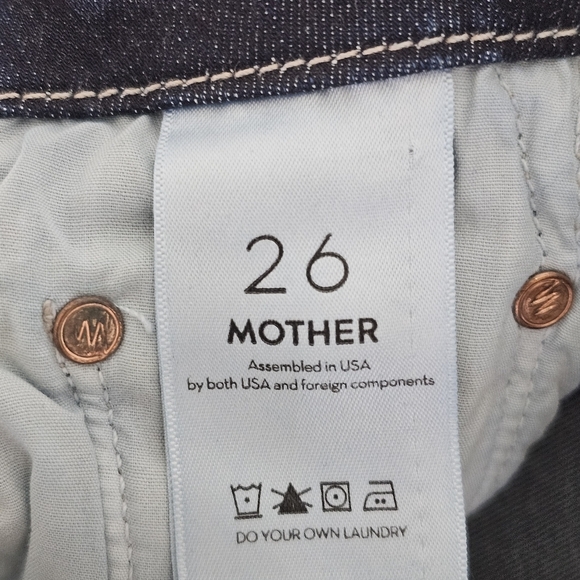 26
MOTHER
Assembled in USA
by both USA and foreign components
DO YOUR OWN LAUNDRY
M
M